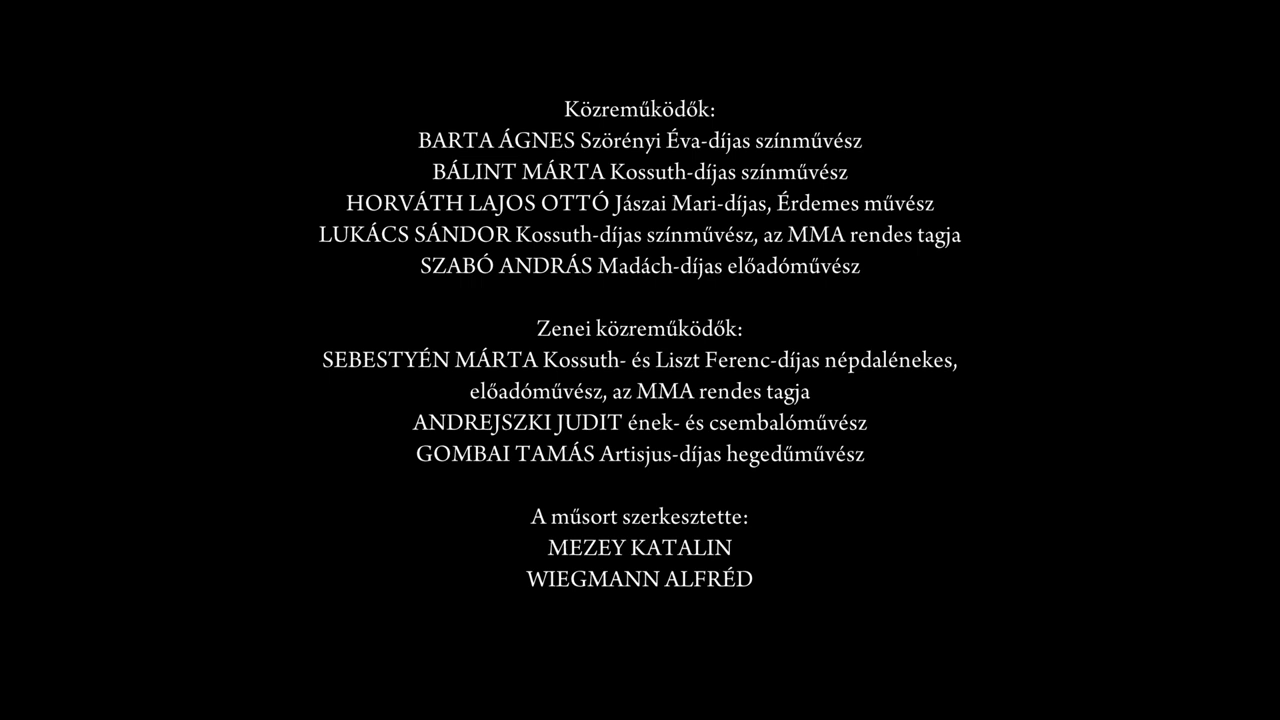 Közreműködők:
BARTA ÁGNES Szörényi Éva-díjas színművész
BÁLINT MÁRTA Kossuth-díjas színművész
HORVÁTH LAJOS OTTÓ Jászai Mari-díjas, Érdemes művész
LUKÁCS SÁNDOR Kossuth-díjas színművész, az MMA rendes tagja
SZABÓ ANDRÁS Madách-díjas előadóművész
Zenei közreműködők:
SEBESTYÉN MÁRTA Kossuth- és Liszt Ferenc-díjas népdalénekes,
előadóművész, az MMA rendes tagja
ANDREJSZKI JUDIT ének- és csembalóművész
GOMBAI TAMÁS Artisjus-díjas hegedűművész
A műsort szerkesztette:
MEZEY KATALIN
WIEGMANN ALFRÉD